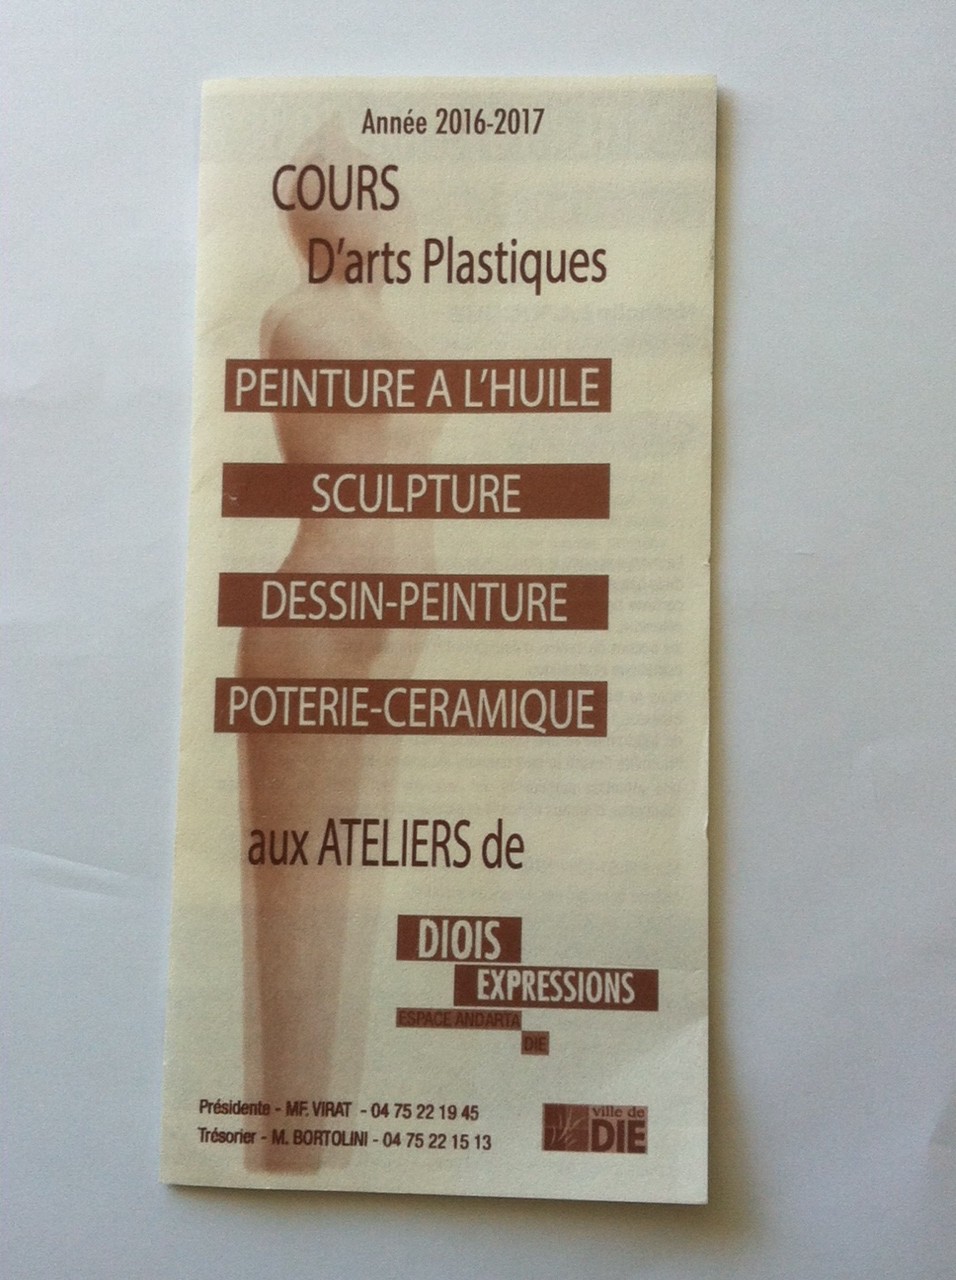 Année 2016-2017
COURS
D'arts Plastiques
PEINTURE A L'HUILE
SCULPTURE
DESSIN-PEINTURE
POTERIE-CERAMIQUE
aux ATELIERS de
DIOIS
EXPRESSIONS
ESPACE ANDARTA
DIE
Présidente - MF. VIRAT - 04 75 22 19 45
Trésorier - M. BORTOLINI - 04 75 22 15 13
ville de
DIE